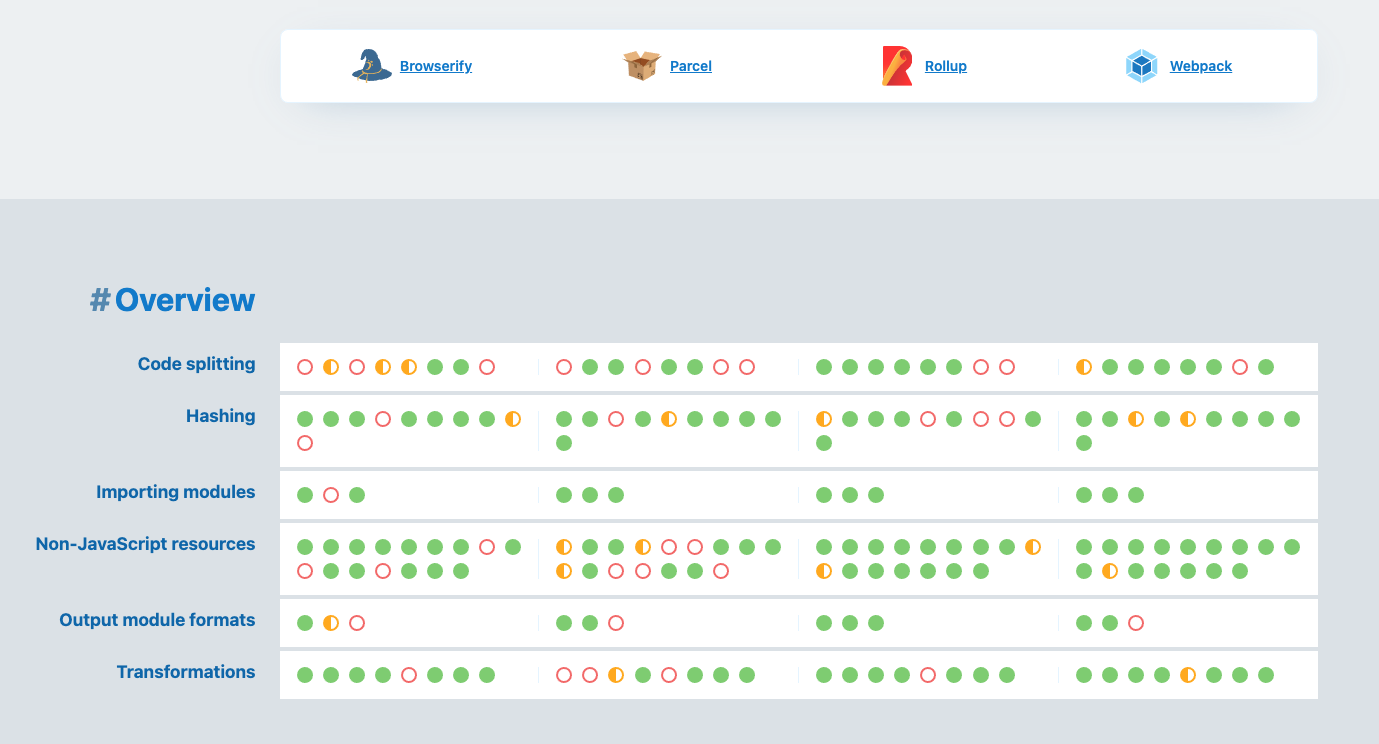 Browserify
Parcel
Rollup
Webpack
#Overview
Code splitting
Hashing
Importing modules
Non-JavaScript resources
Output module formats
Transformations